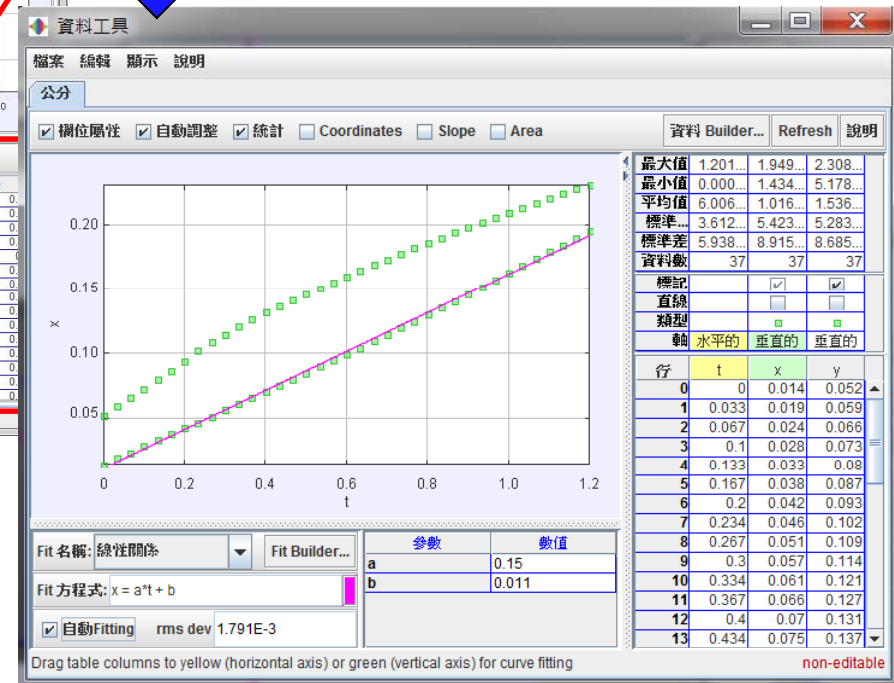 資料工具
檔案 編輯 顯示 說明
公分
欄位屬性 自動調整 統計 Coordinates Slope Area 資料 Builder... Refresh 說明
0.20
0.15
x
0.10
0.05
0 0.2 0.4 0.6 0.8 1.0 1.2
t
最大值 1.201... 1.949... 2.308...
最小值 0.000... 1.434... 5.178...
平均值 6.006... 1.016... 1.536...
標準... 3.612... 5.423... 5.283...
標準差 5.938... 8.915... 8.685...
資料數 37 37 37
標記
直線
類型
軸 水平的 垂直的 垂直的
行 t x y
0 0 0.014 0.052
1 0.033 0.019 0.059
2 0.067 0.024 0.066
3 0.1 0.028 0.073
4 0.133 0.033 0.08
5 0.167 0.038 0.087
6 0.2 0.042 0.093
7 0.234 0.046 0.102
8 0.267 0.051 0.109
9 0.3 0.057 0.114
10 0.334 0.061 0.121
11 0.367 0.066 0.127
12 0.4 0.07 0.131
13 0.434 0.075 0.137
Fit 名稱: 線性關係 Fit Builder...
Fit 方程式: x = a*t + b
自動Fitting rms dev 1.791E-3
參數 數值
a 0.15
b 0.011
Drag table columns to yellow (horizontal axis) or green (vertical axis) for curve fitting non-editable